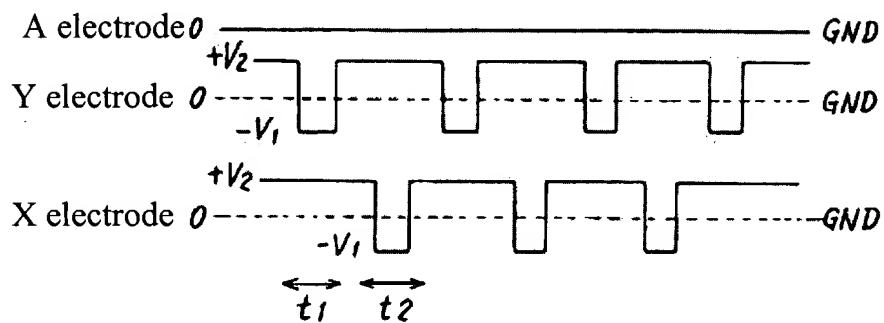 A electrode 0 GND
+V2
Y electrode 0 GND
-V1
+V2
X electrode 0 GND
-V1
t1 t2